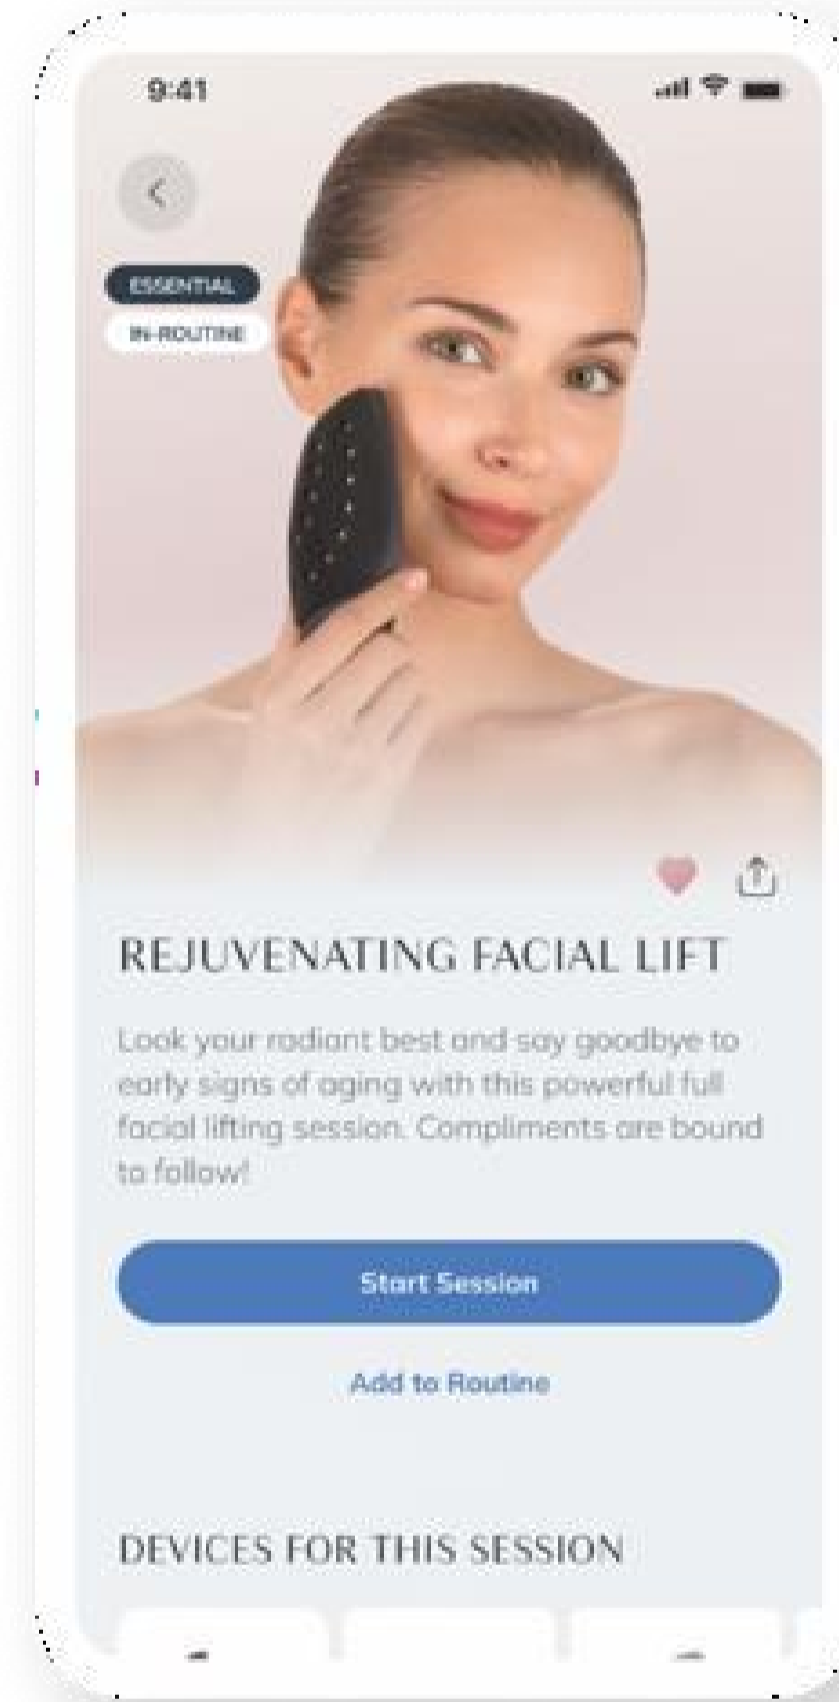 9:41
ESSENTIAL
IN-ROUTINE
REJUVENATING FACIAL LIFT
Look your radiant best and say goodbye to
early signs of aging with this powerful full
facial lifting session. Compliments are bound
to follow!
Start Session
Add to Routine
DEVICES FOR THIS SESSION